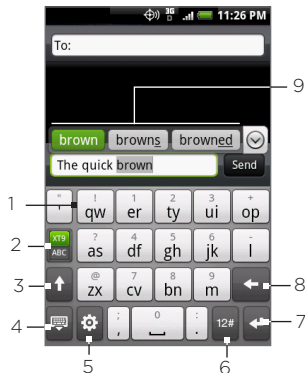 3G 11:26 PM
To:
9
brown browns browned
The quick brown Send
1 " ' ! qw 1 er 2 ty 3 ui + op
2 XT9 ABC ? as 4 df 5 gh 6 jk - l
3 @ zx 7 cv 8 bn 9 m 8
4 ; , 0 : . 12# 7
5 6